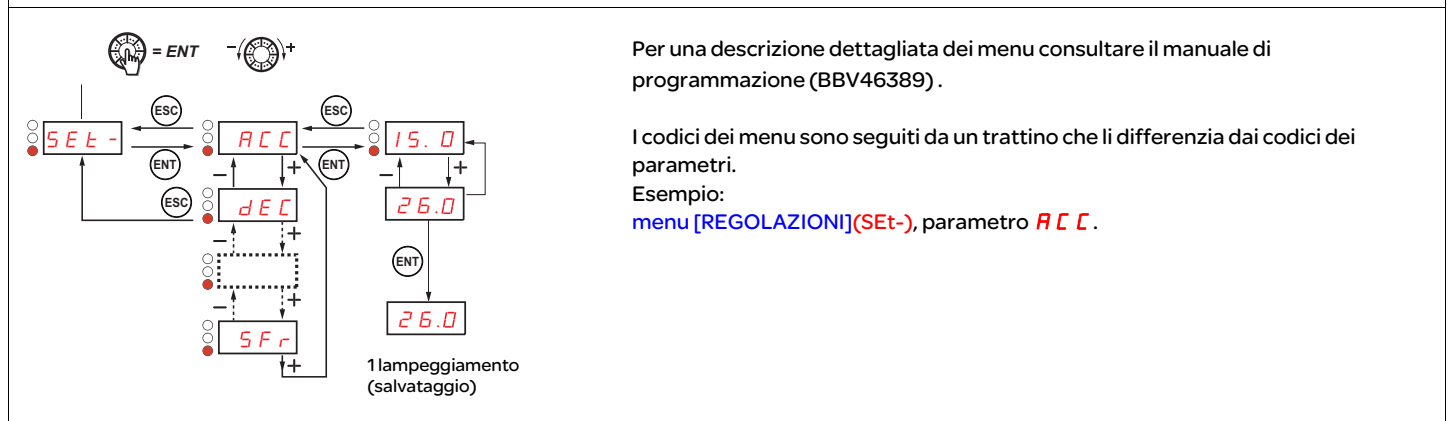 = ENT - +
ESC ESC
SEt- ACC 15.0
ENT - + ENT - +
ESC dEC 26.0
- +
ENT
- +
SFr 26.0
+
1 lampeggiamento
(salvataggio)
Per una descrizione dettagliata dei menu consultare il manuale di
programmazione (BBV46389) .
I codici dei menu sono seguiti da un trattino che li differenzia dai codici dei
parametri.
Esempio:
menu [REGOLAZIONI](SEt-), parametro ACC.